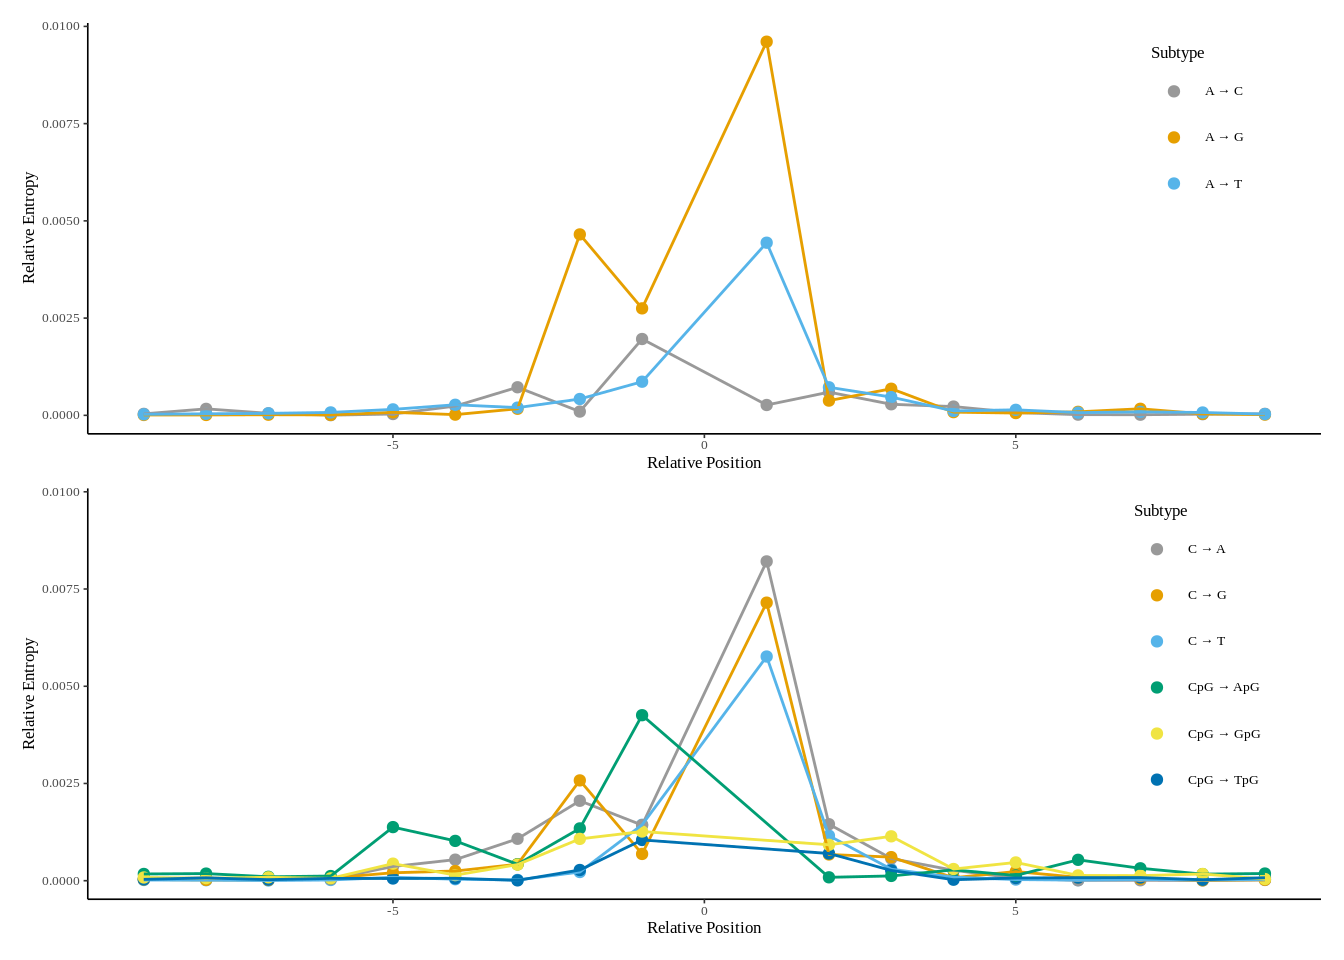 0.0100
0.0075
0.0050
0.0025
0.0000
Relative Entropy
-5
0
5
Relative Position
Subtype
A → C
A → G
A → T
0.0100
0.0075
0.0050
0.0025
0.0000
Relative Entropy
-5
0
5
Relative Position
Subtype
C → A
C → G
C → T
CpG → ApG
CpG → GpG
CpG → TpG